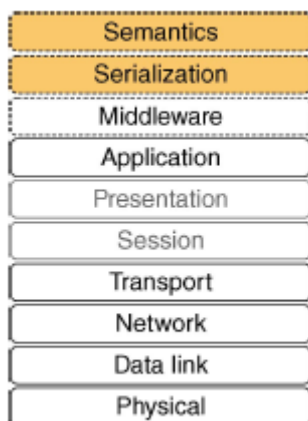 Semantics
Serialization
Middleware
Application
Presentation
Session
Transport
Network
Data link
Physical